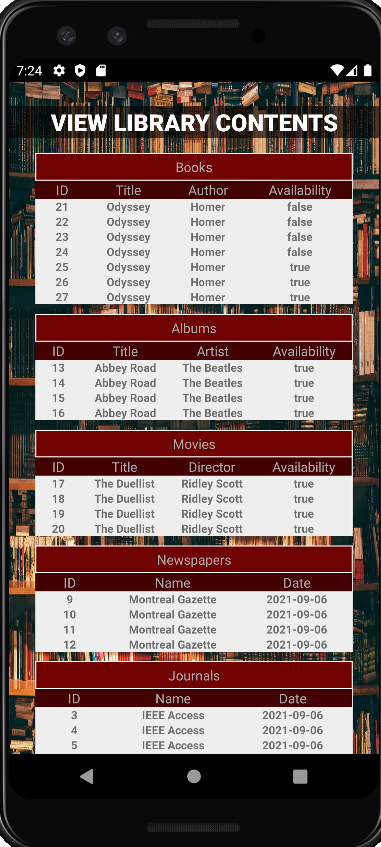 7:24
VIEW LIBRARY CONTENTS
Books
ID Title Author Availability
21 Odyssey Homer false
22 Odyssey Homer false
23 Odyssey Homer false
24 Odyssey Homer false
25 Odyssey Homer true
26 Odyssey Homer true
27 Odyssey Homer true
Albums
ID Title Artist Availability
13 Abbey Road The Beatles true
14 Abbey Road The Beatles true
15 Abbey Road The Beatles true
16 Abbey Road The Beatles true
Movies
ID Title Director Availability
17 The Duellist Ridley Scott true
18 The Duellist Ridley Scott true
19 The Duellist Ridley Scott true
20 The Duellist Ridley Scott true
Newspapers
ID Name Date
9 Montreal Gazette 2021-09-06
10 Montreal Gazette 2021-09-06
11 Montreal Gazette 2021-09-06
12 Montreal Gazette 2021-09-06
Journals
ID Name Date
3 IEEE Access 2021-09-06
4 IEEE Access 2021-09-06
5 IEEE Access 2021-09-06